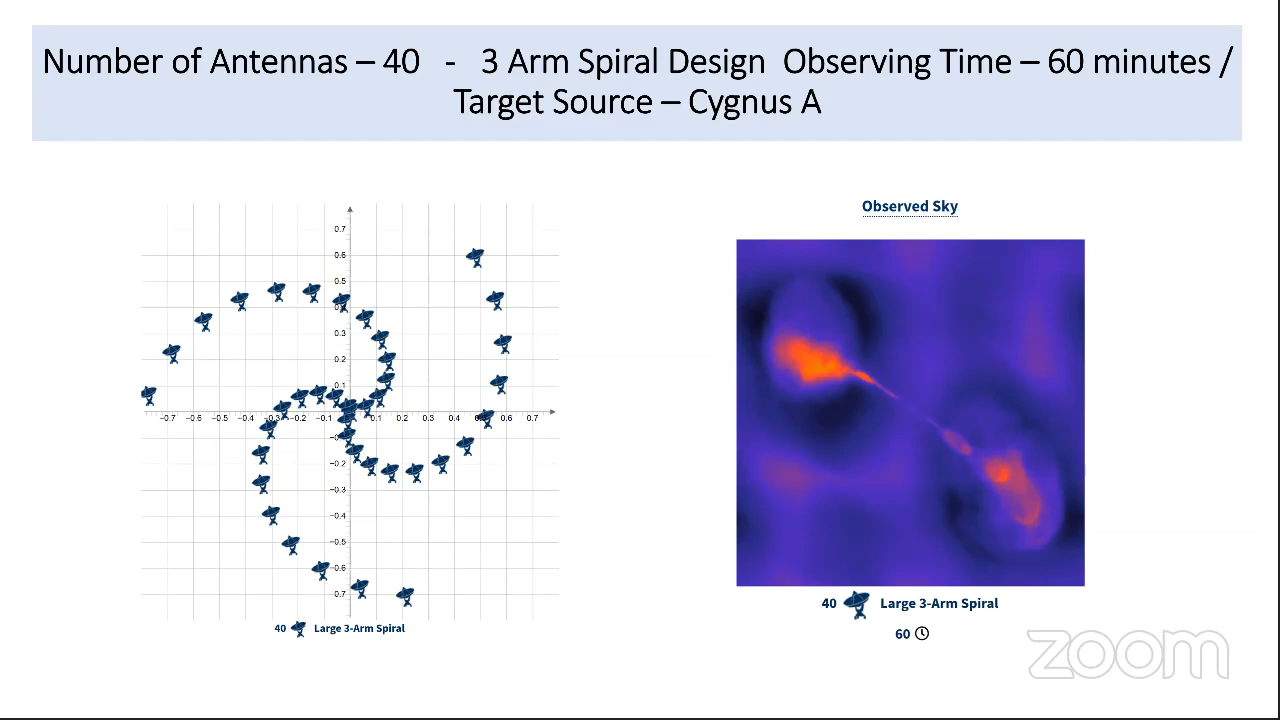 Number of Antennas – 40 - 3 Arm Spiral Design Observing Time – 60 minutes /
Target Source – Cygnus A
Observed Sky
0.7
0.6
0.5
0.3
0.2
0.1
−0.7 −0.6 −0.5 −0.4 −0.3 −0.2 −0.1 0.1 0.2 0.3 0.4 0.5 0.6 0.7
−0.2
−0.3
−0.4
−0.5
−0.6
0.7
40 Large 3-Arm Spiral
40 Large 3-Arm Spiral
60
zoom